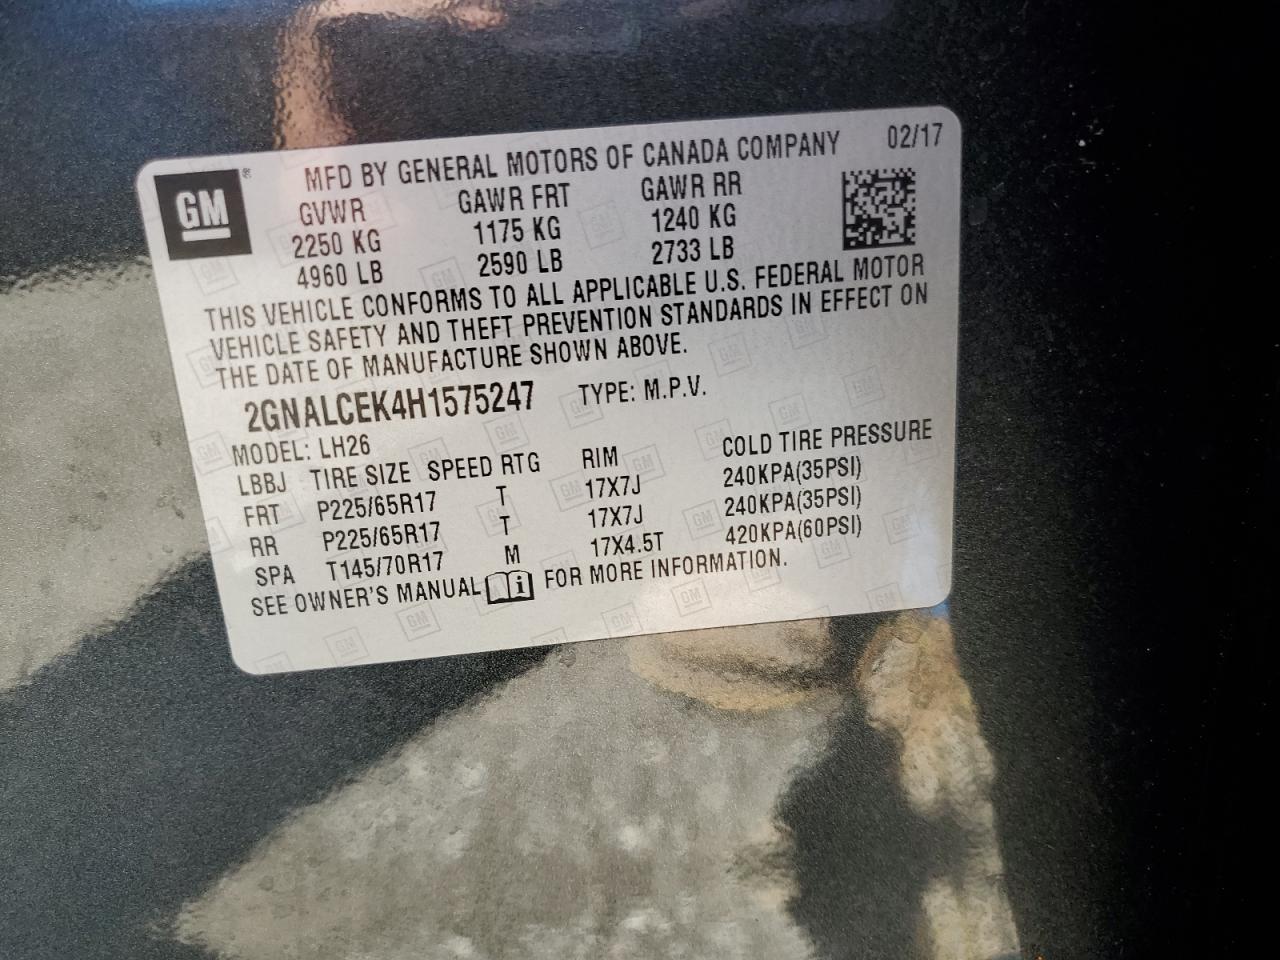 GM ® MFD BY GENERAL MOTORS OF CANADA COMPANY 02/17
GVWR GAWR FRT GAWR RR
2250 KG 1175 KG 1240 KG
4960 LB 2590 LB 2733 LB
THIS VEHICLE CONFORMS TO ALL APPLICABLE U.S. FEDERAL MOTOR
VEHICLE SAFETY AND THEFT PREVENTION STANDARDS IN EFFECT ON
THE DATE OF MANUFACTURE SHOWN ABOVE.
2GNALCEK4H1575247 TYPE: M.P.V.
MODEL: LH26
LBBJ TIRE SIZE SPEED RTG RIM COLD TIRE PRESSURE
FRT P225/65R17 T 17X7J 240KPA(35PSI)
RR P225/65R17 T 17X7J 240KPA(35PSI)
SPA T145/70R17 M 17X4.5T 420KPA(60PSI)
SEE OWNER'S MANUAL i FOR MORE INFORMATION.